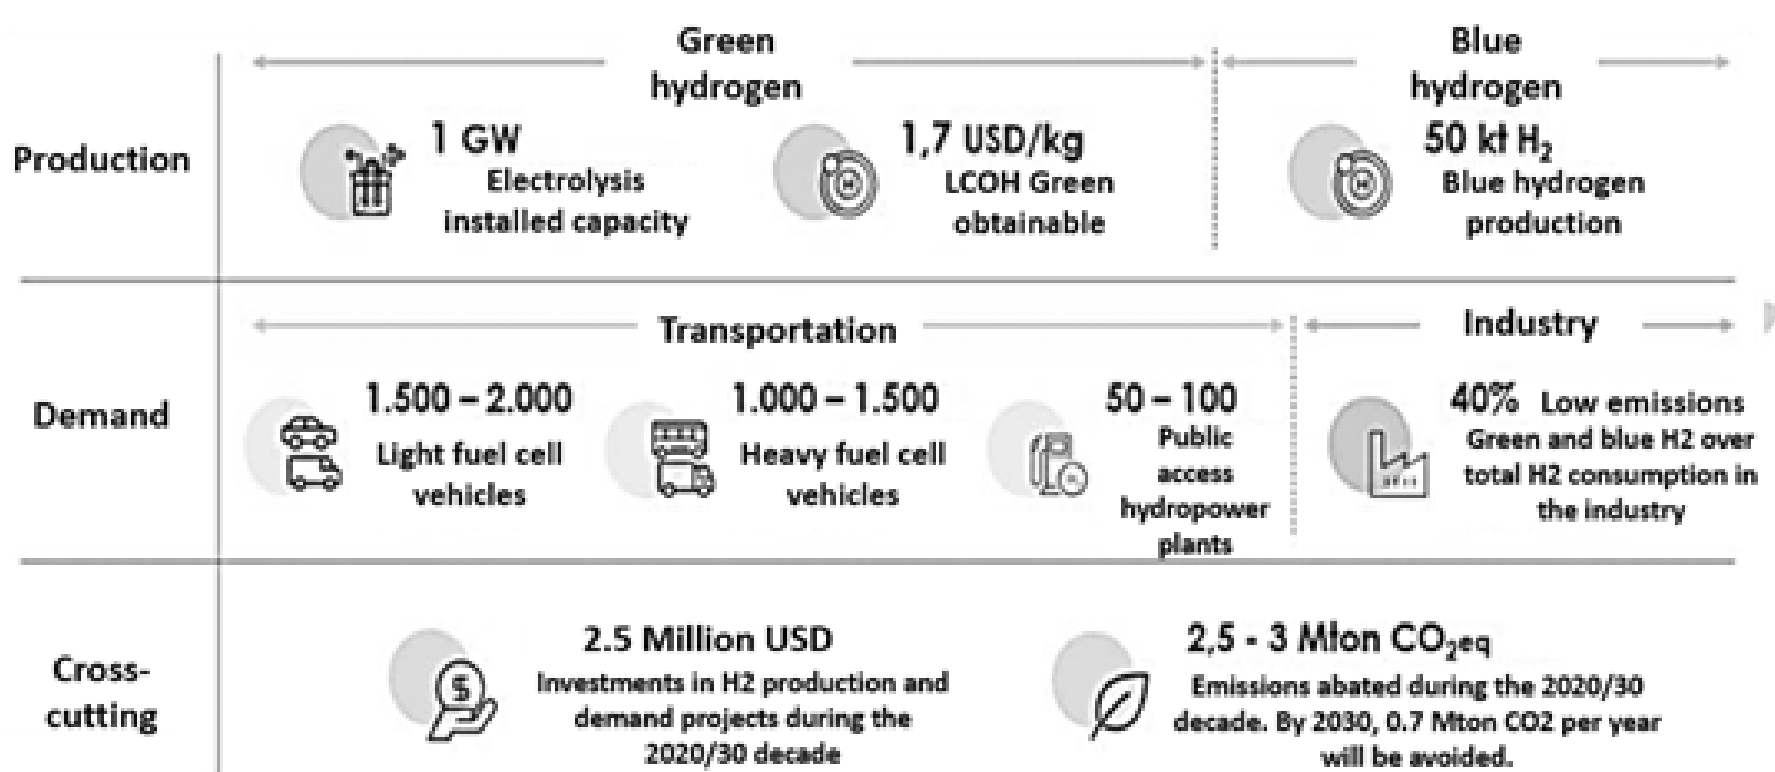 Green
hydrogen
Blue
hydrogen
Production
1 GW
Electrolysis
installed capacity
1,7 USD/kg
LCOH Green
obtainable
50 kt H₂
Blue hydrogen
production
Transportation
Industry
Demand
1.500 – 2.000
Light fuel cell
vehicles
1.000 – 1.500
Heavy fuel cell
vehicles
50 – 100
Public
access
hydropower
plants
40% Low emissions
Green and blue H2 over
total H2 consumption in
the industry
Cross-
cutting
2.5 Million USD
Investments in H2 production and
demand projects during the
2020/30 decade
2,5 - 3 Mton CO₂eq
Emissions abated during the 2020/30
decade. By 2030, 0.7 Mton CO2 per year
will be avoided.